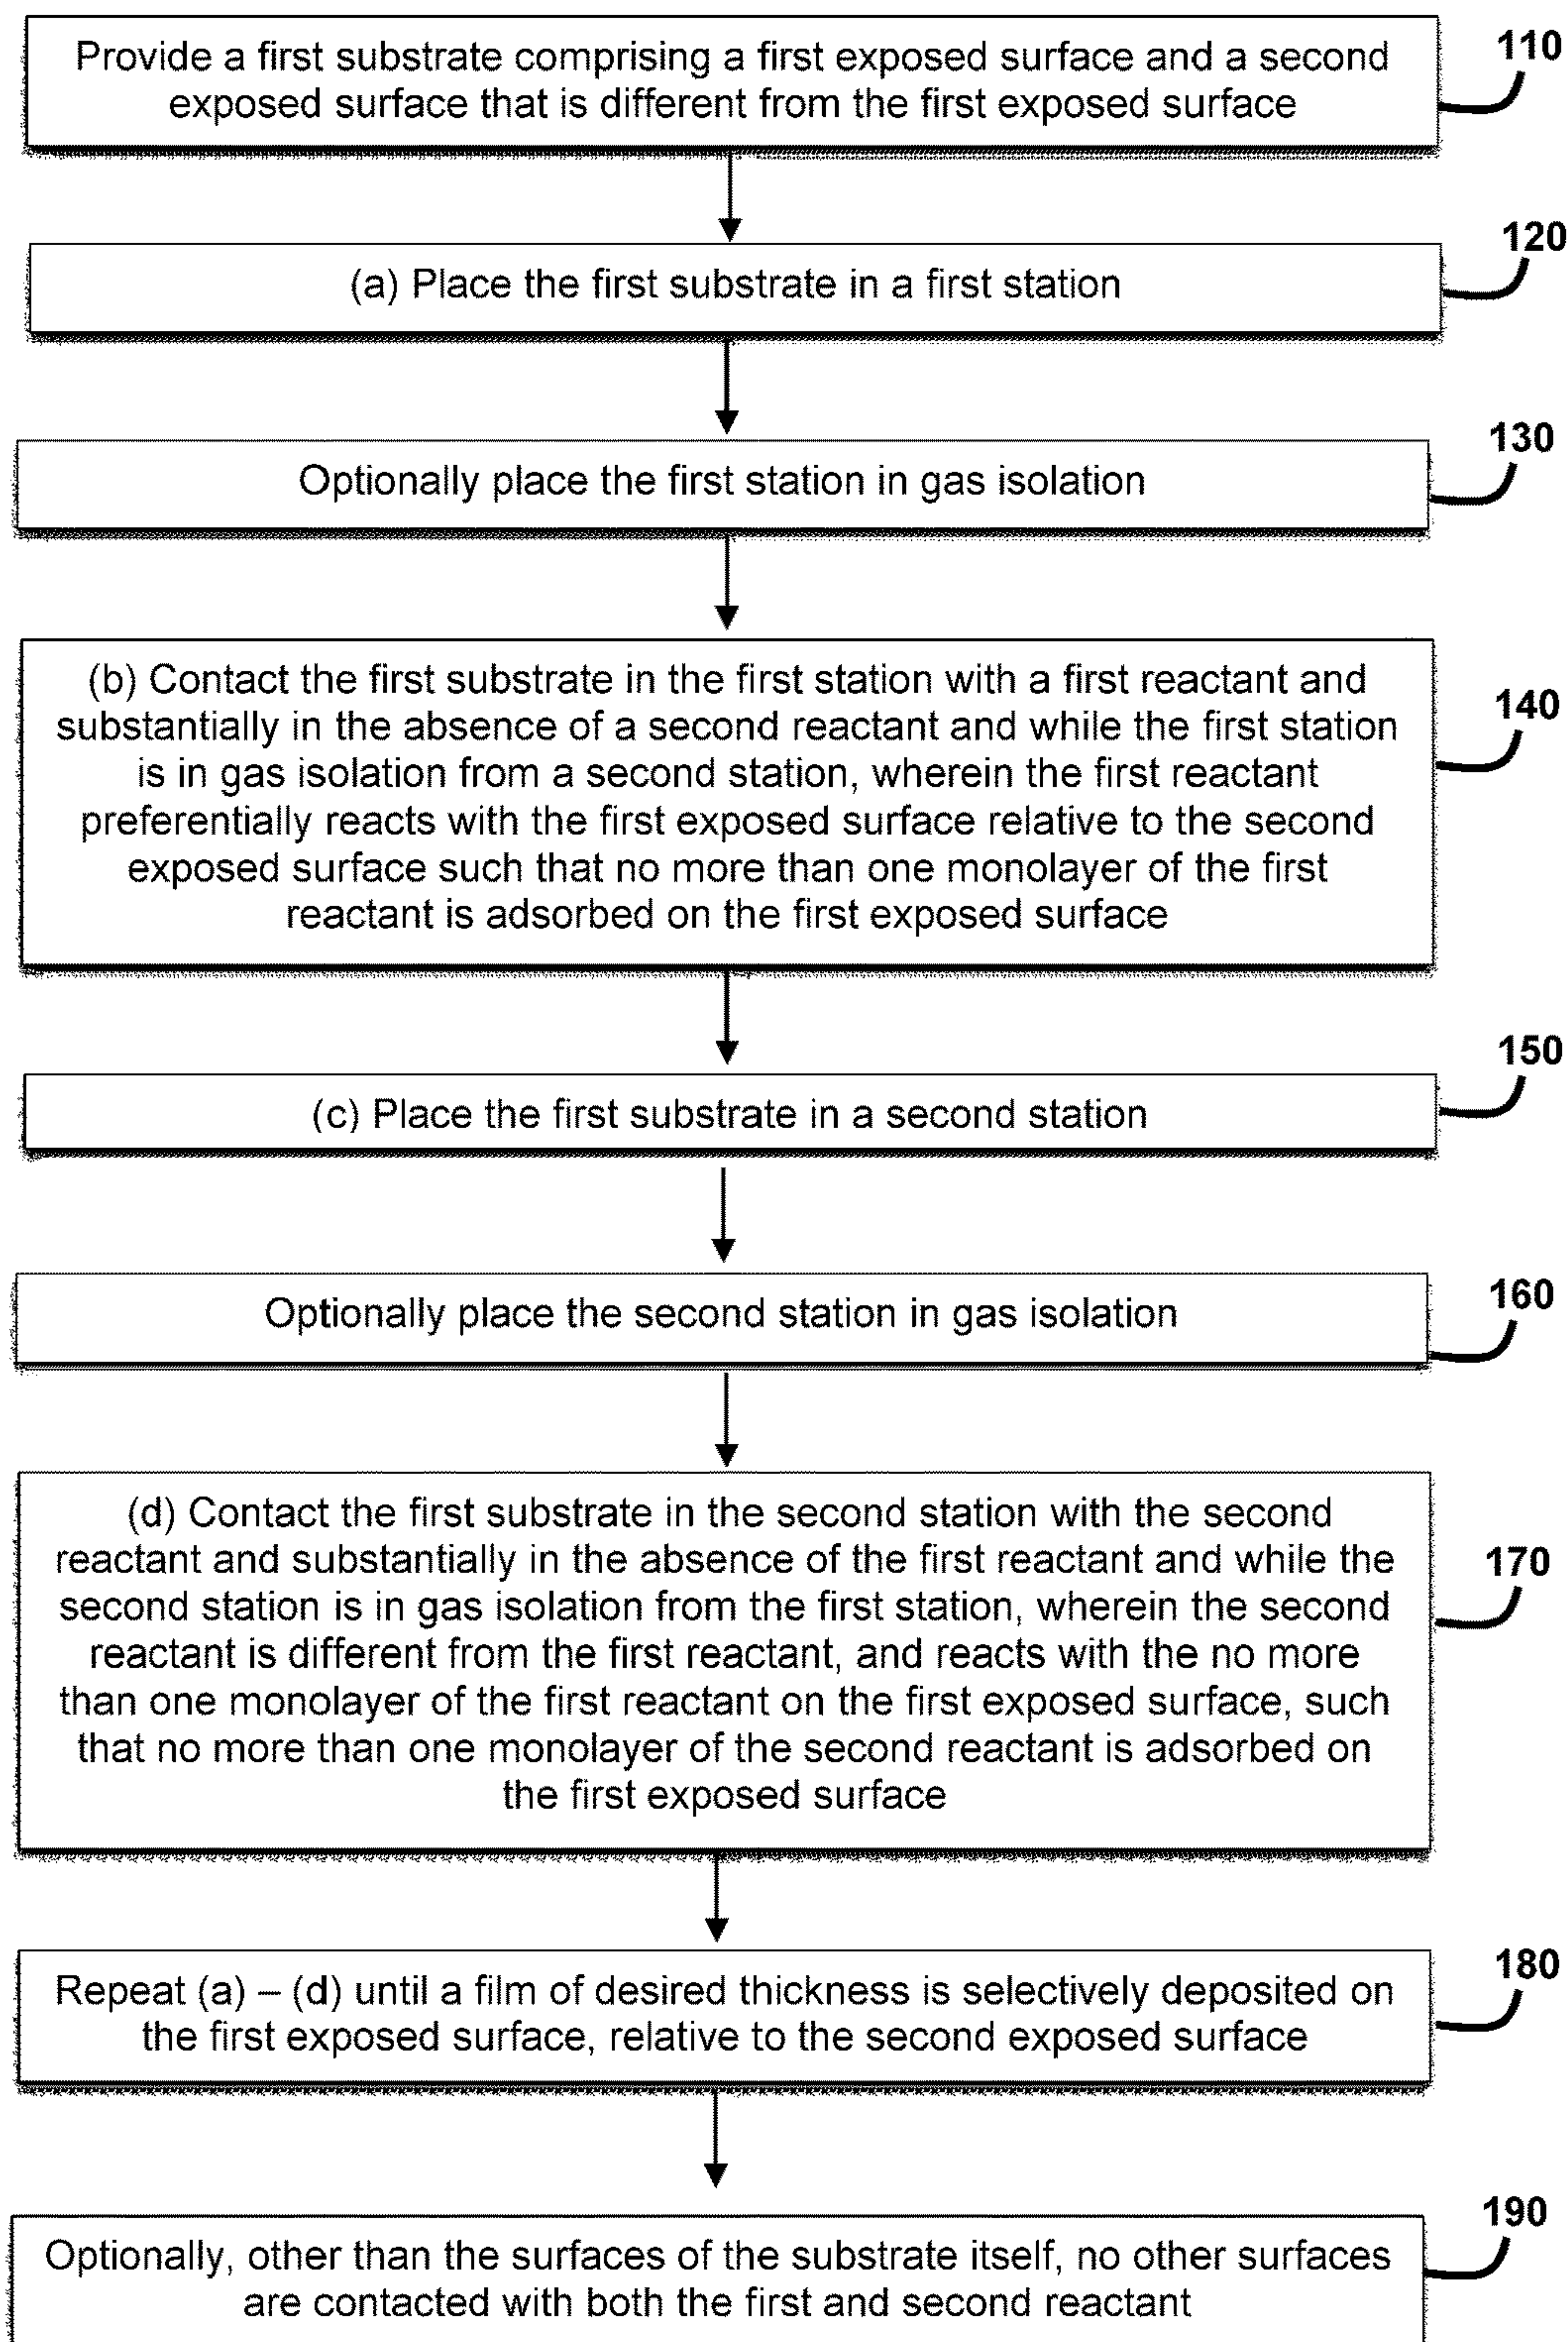 Provide a first substrate comprising a first exposed surface and a second
exposed surface that is different from the first exposed surface
110
(a) Place the first substrate in a first station
120
Optionally place the first station in gas isolation
130
(b) Contact the first substrate in the first station with a first reactant and
substantially in the absence of a second reactant and while the first station
is in gas isolation from a second station, wherein the first reactant
preferentially reacts with the first exposed surface relative to the second
exposed surface such that no more than one monolayer of the first
reactant is adsorbed on the first exposed surface
140
(c) Place the first substrate in a second station
150
Optionally place the second station in gas isolation
160
(d) Contact the first substrate in the second station with the second
reactant and substantially in the absence of the first reactant and while the
second station is in gas isolation from the first station, wherein the second
reactant is different from the first reactant, and reacts with the no more
than one monolayer of the first reactant on the first exposed surface, such
that no more than one monolayer of the second reactant is adsorbed on
the first exposed surface
170
Repeat (a) – (d) until a film of desired thickness is selectively deposited on
the first exposed surface, relative to the second exposed surface
180
Optionally, other than the surfaces of the substrate itself, no other surfaces
are contacted with both the first and second reactant
190